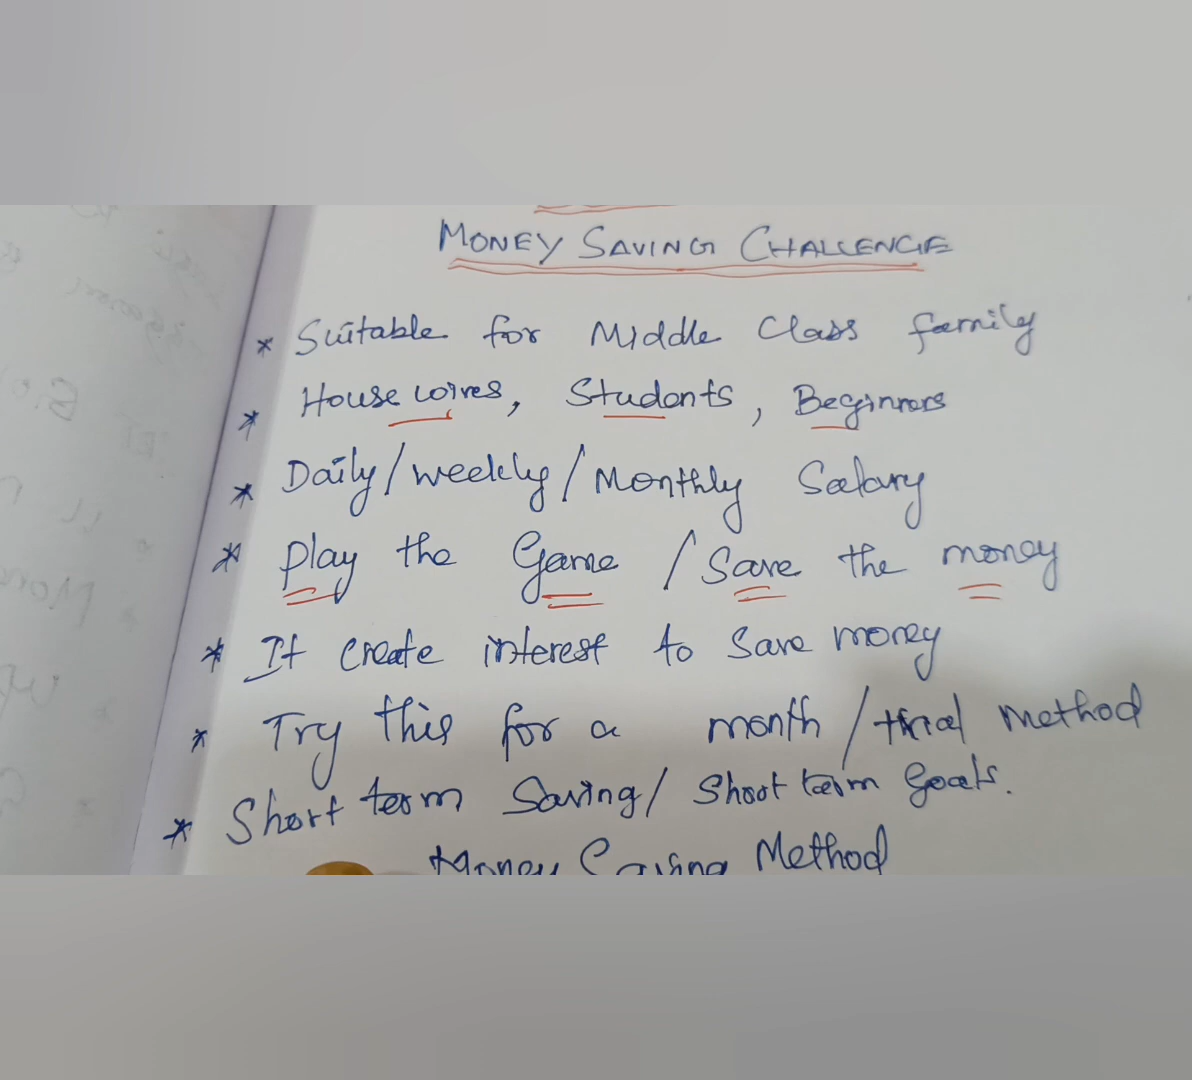 MONEY SAVING CHALLENGE
* Suitable for Middle Class family
* House wives, Students, Beginners
* Daily/weekly/Monthly Salary
* Play the Game / Save the money
* It create interest to save money
* Try this for a month / trial Method
* Short term Saving/ Short term Goals.
Money Saving Method